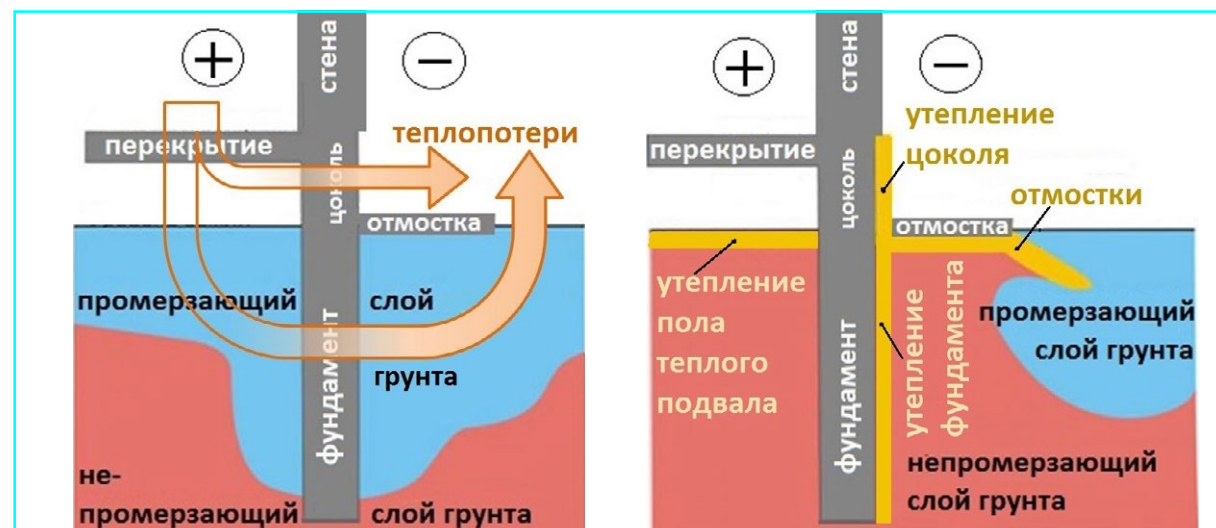 +
−
стена
теплопотери
перекрытие
цоколь
отмостка
промерзающий
слой
грунта
фундамент
не-
промерзающий
слой грунта
+
−
стена
утепление
цоколя
перекрытие
цоколь
отмостки
отмостка
утепление
пола
теплого
подвала
фундамент
утепление
фундамента
промерзающий
слой грунта
непромерзающий
слой грунта